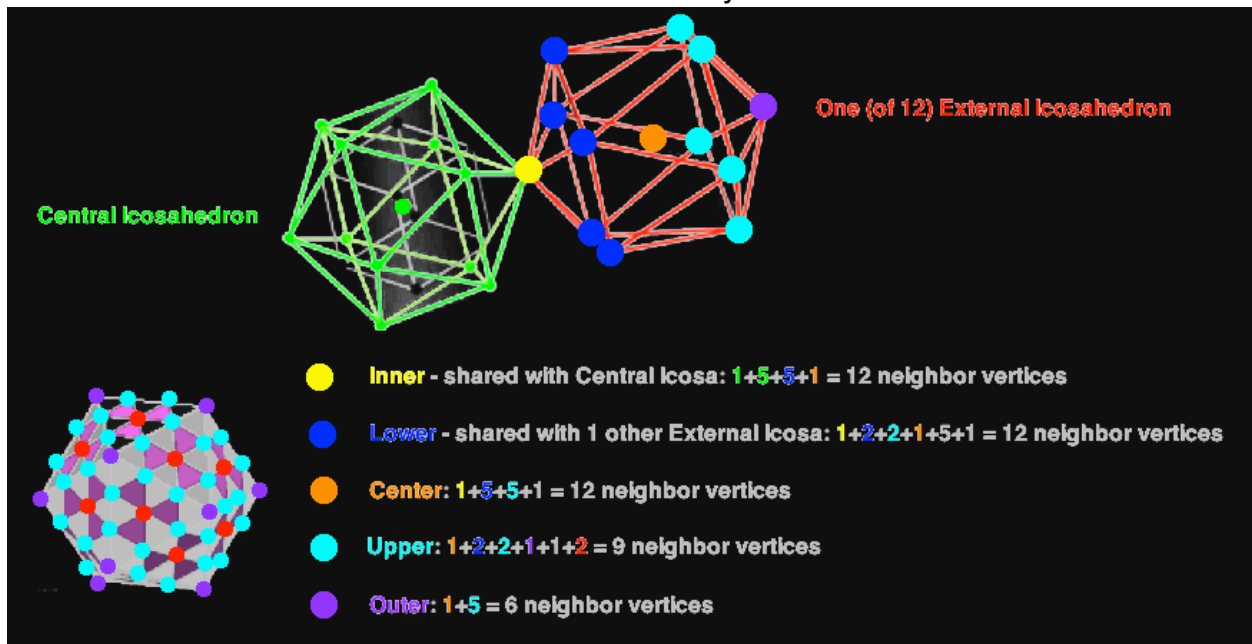 One (of 12) External Icosahedron
Central Icosahedron
Inner - shared with Central Icosa: 1+5+5+1 = 12 neighbor vertices
Lower - shared with 1 other External Icosa: 1+2+2+1+5+1 = 12 neighbor vertices
Center: 1+5+5+1 = 12 neighbor vertices
Upper: 1+2+2+1+1+2 = 9 neighbor vertices
Outer: 1+5 = 6 neighbor vertices